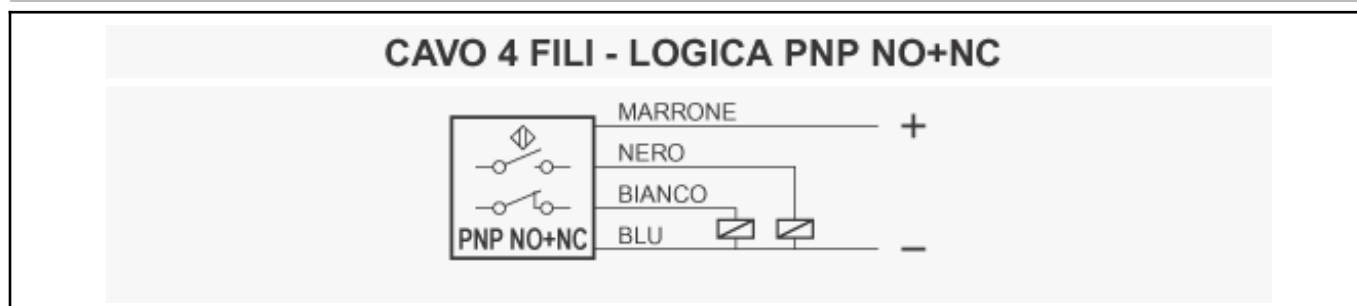 CAVO 4 FILI - LOGICA PNP NO+NC
MARRONE
+
NERO
BIANCO
BLU
−
PNP NO+NC